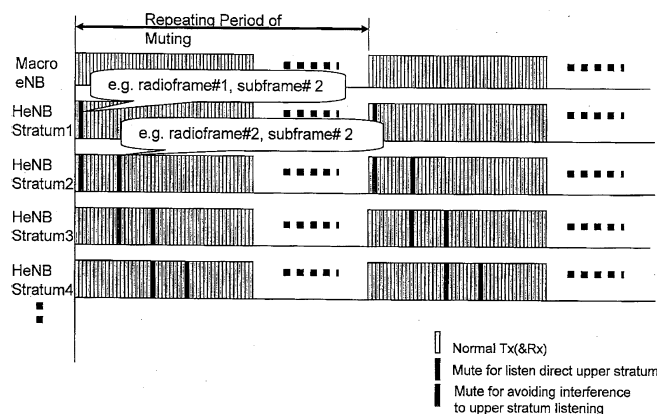 Repeating Period of
Muting
Macro
eNB
e.g. radioframe#1, subframe# 2
HeNB
Stratum1
e.g. radioframe#2, subframe# 2
HeNB
Stratum2
HeNB
Stratum3
HeNB
Stratum4
Normal Tx(&Rx)
Mute for listen direct upper stratum
Mute for avoiding interference
to upper stratum listening